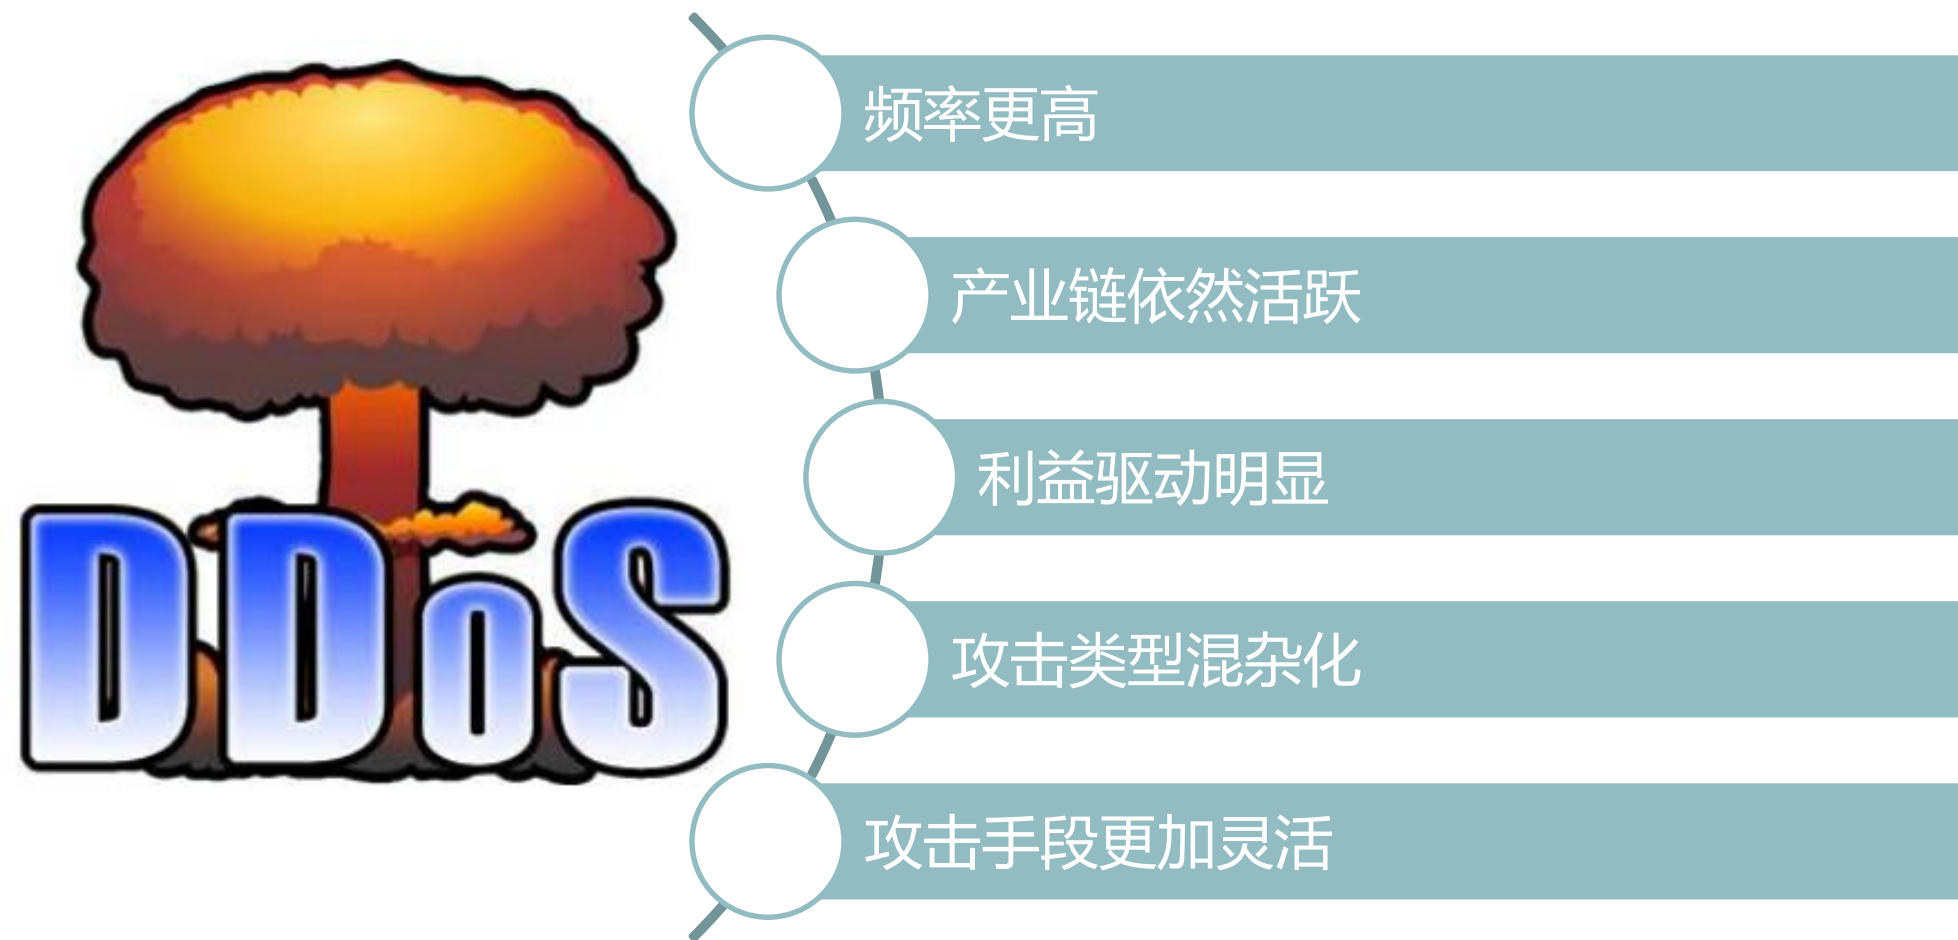 DDoS
频率更高
产业链依然活跃
利益驱动明显
攻击类型混杂化
攻击手段更加灵活